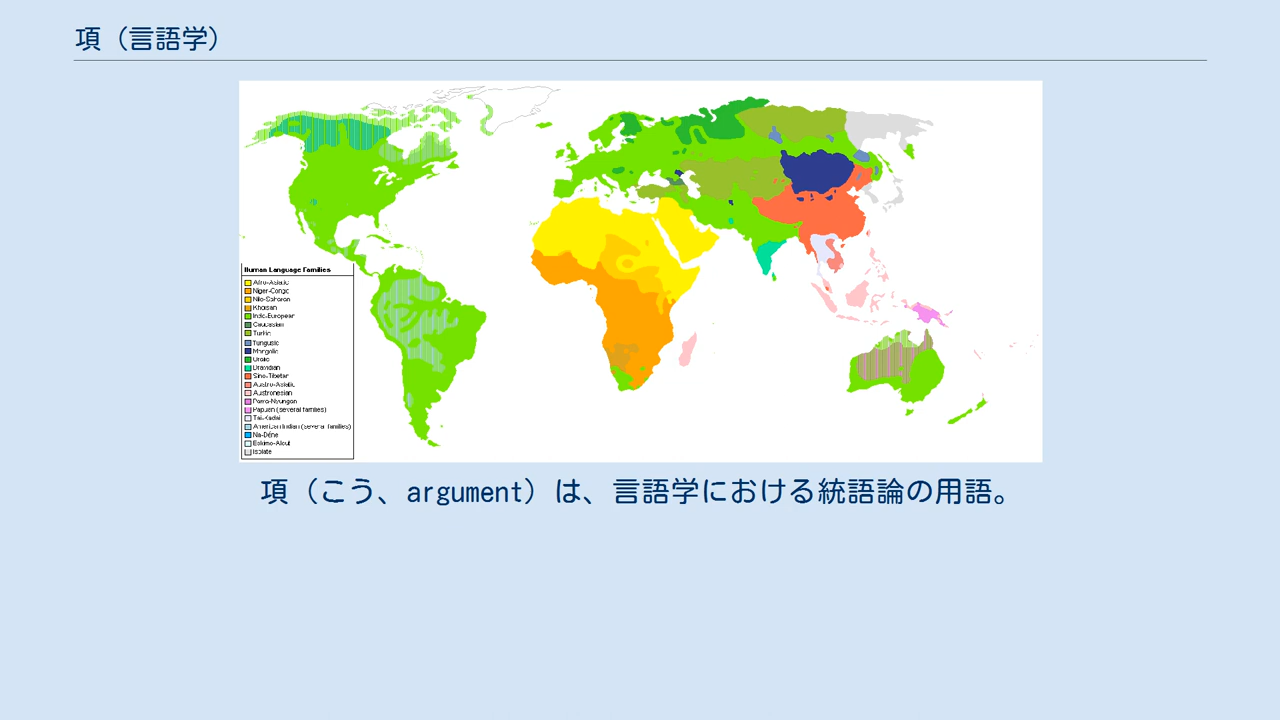 項（言語学）
Human Language Families
Afro-Asiatic
Niger-Congo
Nilo-Saharan
Khoisan
Indo-European
Caucasian
Turkic
Tungusic
Mongolic
Uralic
Dravidian
Sino-Tibetan
Austro-Asiatic
Austronesian
Pama-Nyungan
Papuan (several families)
Tai-Kadai
American Indian (several families)
Na-Dene
Eskimo-Aleut
Isolate
項（こう、argument）は、言語学における統語論の用語。